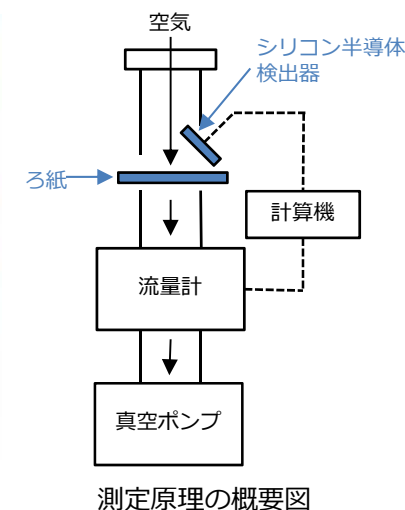 空気
シリコン半導体
検出器
ろ紙
計算機
流量計
真空ポンプ
測定原理の概要図